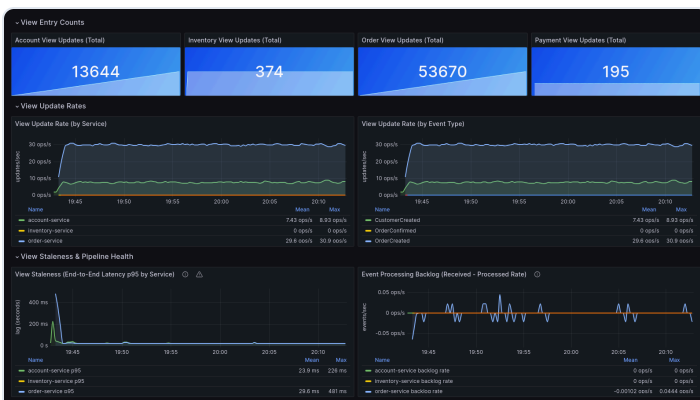 View Entry Counts
Account View Updates (Total)
Inventory View Updates (Total)
Order View Updates (Total)
Payment View Updates (Total)
13644
374
53670
195
View Update Rates
View Update Rate (by Service)
updates/sec
30 ops/s
20 ops/s
10 ops/s
0 ops/s
19:45 19:50 19:55 20:00 20:05 20:10
Name Mean Max
account-service 7.43 ops/s 8.93 ops/s
inventory-service 0 ops/s 0 ops/s
order-service 29.6 ops/s 30.9 ops/s
View Update Rate (by Event Type)
updates/sec
30 ops/s
20 ops/s
10 ops/s
0 ops/s
19:45 19:50 19:55 20:00 20:05 20:10
Name Mean Max
CustomerCreated 7.43 ops/s 8.93 ops/s
OrderConfirmed 0 ops/s 0 ops/s
OrderCreated 29.6 ops/s 30.9 ops/s
View Staleness & Pipeline Health
View Staleness (End-to-End Latency p95 by Service)
lag (seconds)
400 ms
200 ms
0 s
19:45 19:50 19:55 20:00 20:05 20:10
Name Mean Max
account-service p95 23.9 ms 226 ms
inventory-service p95
order-service p95 29.6 ms 481 ms
Event Processing Backlog (Received - Processed Rate)
events/sec
0.05 ops/s
0 ops/s
-0.05 ops/s
19:45 19:50 19:55 20:00 20:05 20:10
Name Mean Max
account-service backlog rate 0 ops/s 0 ops/s
inventory-service backlog rate 0 ops/s 0 ops/s
order-service backlog rate -0.00102 ops/s 0.0444 ops/s